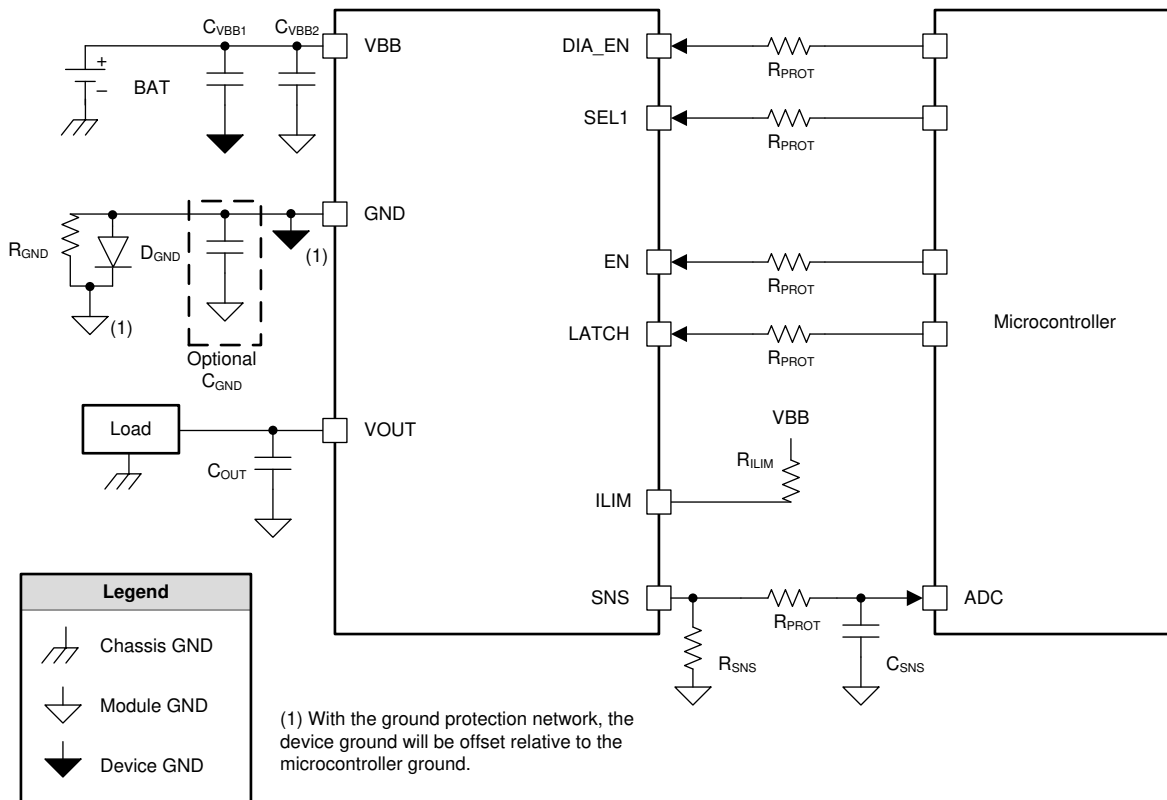 CVBB1 CVBB2
VBB
+
BAT
–
GND
RGND
DGND
(1)
(1)
Optional
CGND
Load
VOUT
COUT
DIA_EN
RPROT
SEL1
RPROT
EN
RPROT
LATCH
RPROT
Microcontroller
VBB
RILIM
ILIM
SNS
RPROT
ADC
RSNS
CSNS
Legend
Chassis GND
Module GND
Device GND
(1) With the ground protection network, the
device ground will be offset relative to the
microcontroller ground.